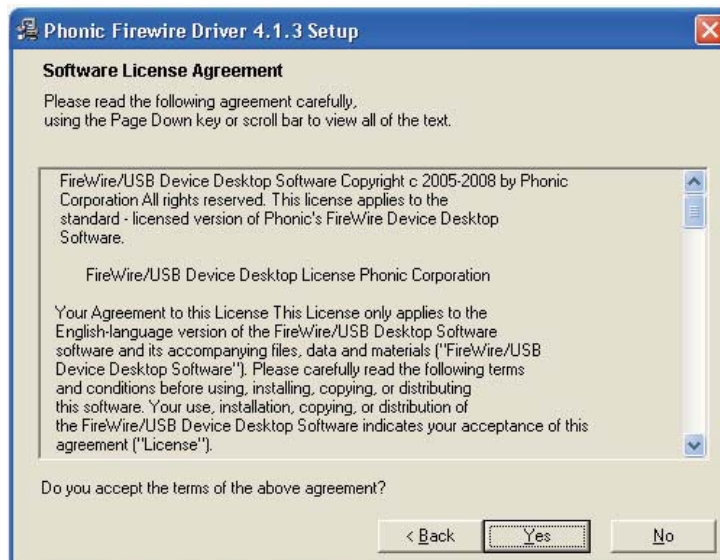 Phonic Firewire Driver 4.1.3 Setup
Software License Agreement
Please read the following agreement carefully,
using the Page Down key or scroll bar to view all of the text.
FireWire/USB Device Desktop Software Copyright c 2005-2008 by Phonic
Corporation All rights reserved. This license applies to the
standard - licensed version of Phonic's FireWire Device Desktop
Software.
FireWire/USB Device Desktop License Phonic Corporation
Your Agreement to this License This License only applies to the
English-language version of the FireWire/USB Desktop Software
software and its accompanying files, data and materials ("FireWire/USB
Device Desktop Software"). Please carefully read the following terms
and conditions before using, installing, copying, or distributing
this software. Your use, installation, copying, or distribution of
the FireWire/USB Device Desktop Software indicates your acceptance of this
agreement ("License").
Do you accept the terms of the above agreement?
< Back Yes No